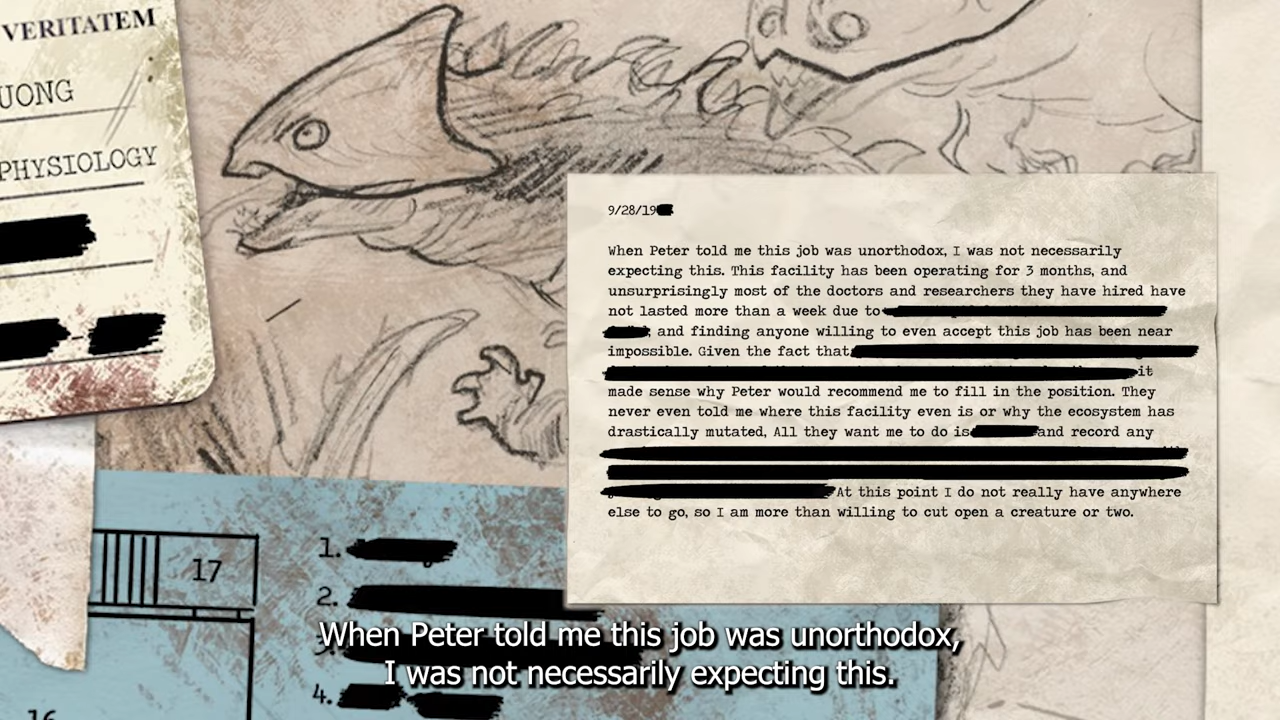 VERITATEM
UONG
PHYSIOLOGY
9/28/19
When Peter told me this job was unorthodox, I was not necessarily
expecting this. This facility has been operating for 3 months, and
unsurprisingly most of the doctors and researchers they have hired have
not lasted more than a week due to
, and finding anyone willing to even accept this job has been near
impossible. Given the fact that
it
made sense why Peter would recommend me to fill in the position. They
never even told me where this facility even is or why the ecosystem has
drastically mutated, All they want me to do is and record any
At this point I do not really have anywhere
else to go, so I am more than willing to cut open a creature or two.
17
1.
2.
4.
16
When Peter told me this job was unorthodox,
I was not necessarily expecting this.